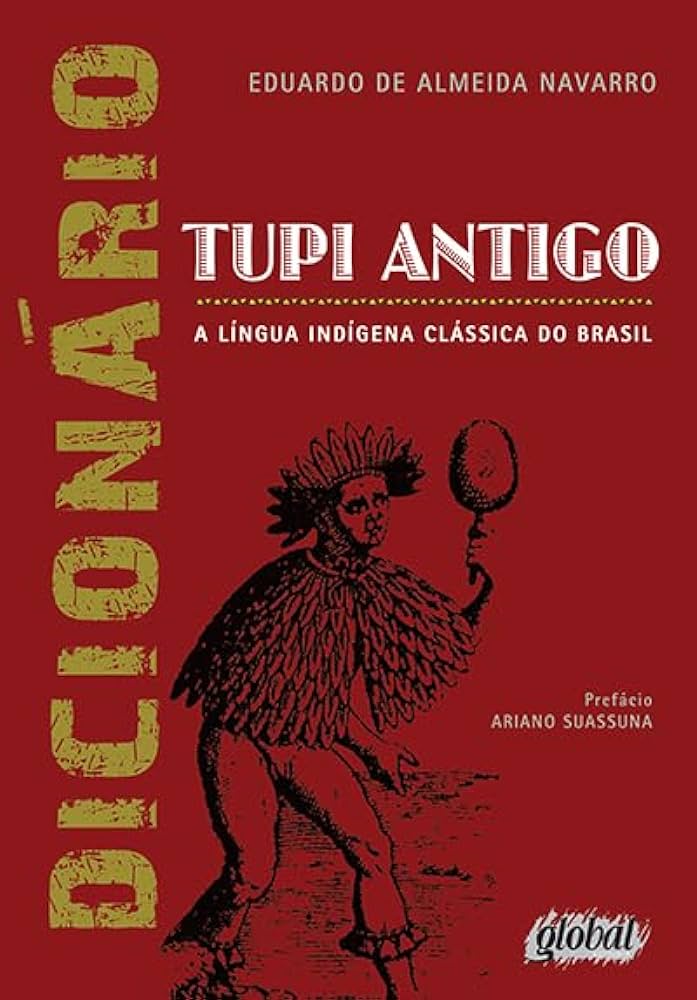 EDUARDO DE ALMEIDA NAVARRO
DICIONÁRIO
TUPI ANTIGO
A LÍNGUA INDÍGENA CLÁSSICA DO BRASIL
Prefácio
ARIANO SUASSUNA
global